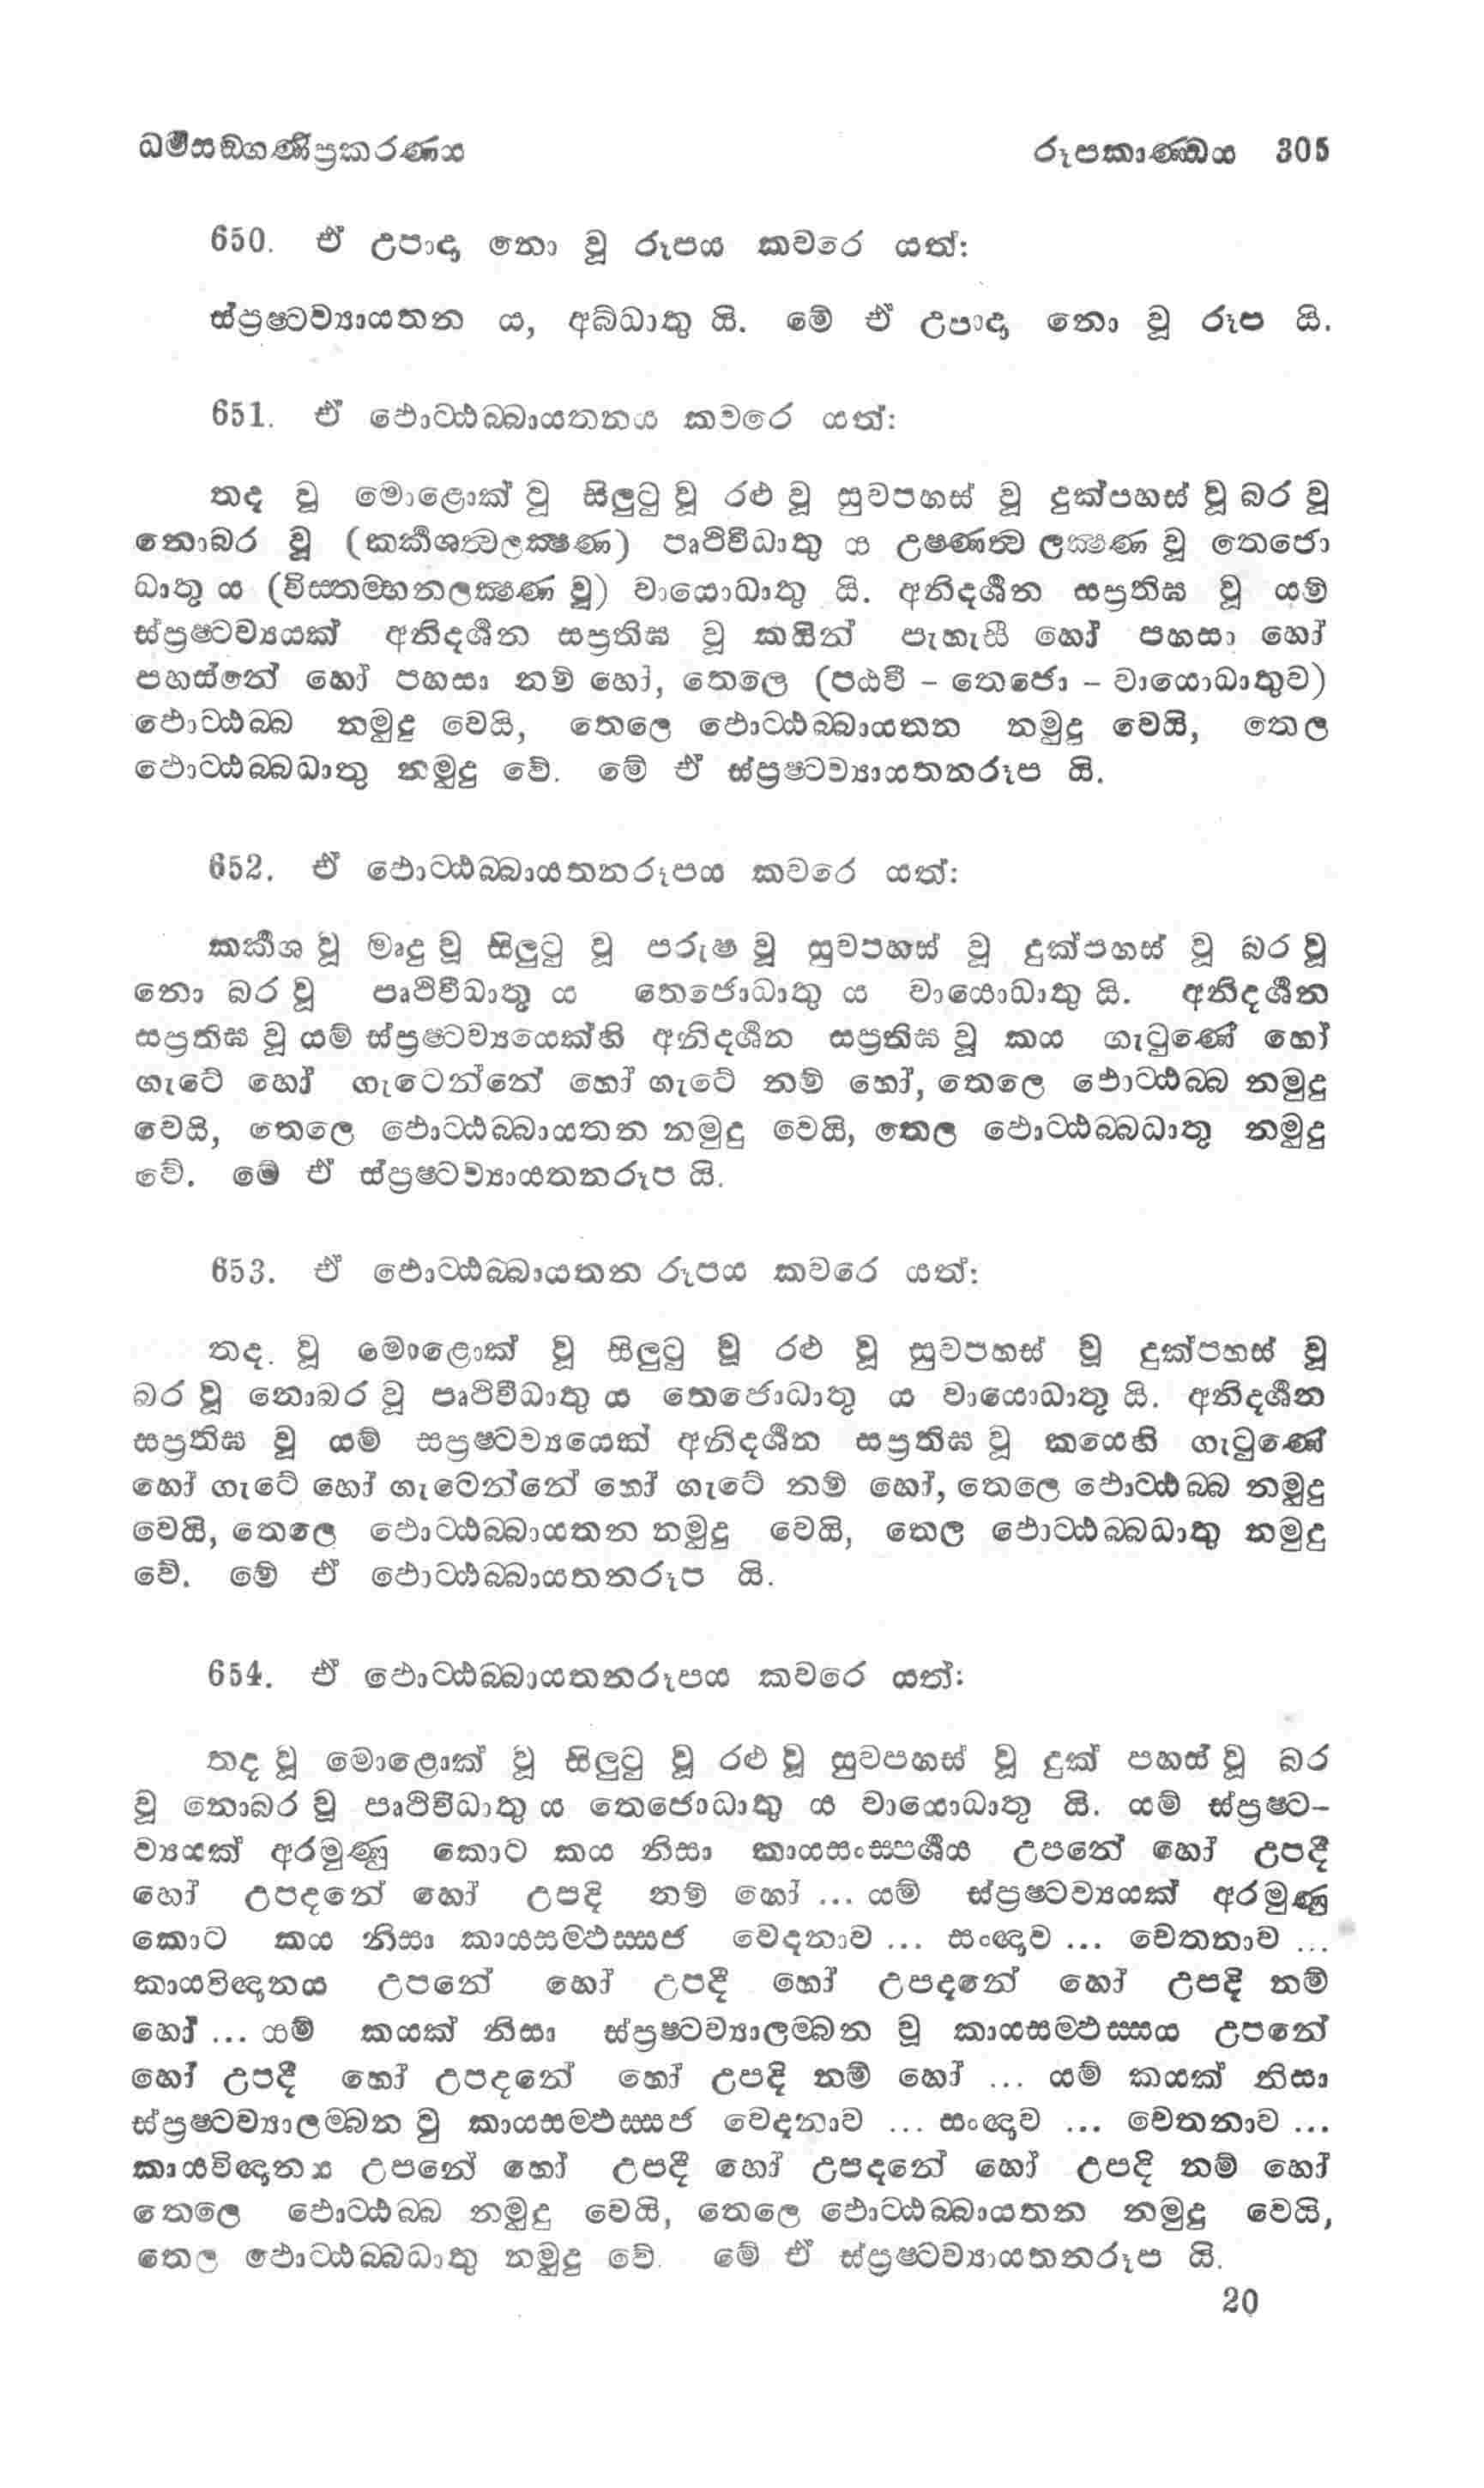 ධර්මසඞ්ගණිප්‍රකරණය රූපකාණ්ඩය 305
650. ඒ උපාදා නො වූ රූපය කවරෙ යත්:
ස්ප්‍රෂ්ටව්‍යායතන ය, අබ්ධාතු යි. මේ ඒ උපාදා නො වූ රූප යි.
651. ඒ ඵොට්ඨබ්බායතනය කවරෙ යත්:
තද වූ මොළොක් වූ සිලුටු වූ රළු වූ සුවපහස් වූ දුක්පහස් වූ බර වූ
නොබර වූ (කර්කශත්වලක්ෂණ) පෘථිවීධාතු ය උෂ්ණත්ව ලක්ෂණ වූ තෙජො
ධාතු ය (විස්තම්භනලක්ෂණ වූ) වායොධාතු යි. අනිදර්ශන සප්‍රතිඝ වූ යම්
ස්ප්‍රෂ්ටව්‍යයක් අනිදර්ශන සප්‍රතිඝ වූ කයින් පැහැසී හෝ පහසා හෝ
පහස්නේ හෝ පහසා නම් හෝ, තෙලෙ (පඨවී - තෙජො - වායොධාතුව)
ඵොට්ඨබ්බ නමුදු වෙයි, තෙලෙ ඵොට්ඨබ්බායතන නමුදු වෙයි, තෙල
ඵොට්ඨබ්බධාතු නමුදු වේ. මේ ඒ ස්ප්‍රෂ්ටව්‍යායතනරූප යි.
652. ඒ ඵොට්ඨබ්බායතනරූපය කවරෙ යත්:
කර්කශ වූ මෘදු වූ සිලුටු වූ පරුෂ වූ සුවපහස් වූ දුක්පහස් වූ බර වූ
නො බර වූ පෘථිවීධාතු ය තෙජොධාතු ය වායොධාතු යි. අනිදර්ශන
සප්‍රතිඝ වූ යම් ස්ප්‍රෂ්ටව්‍යයෙක්හි අනිදර්ශන සප්‍රතිඝ වූ කය ගැටුණේ හෝ
ගැටේ හෝ ගැටෙන්නේ හෝ ගැටේ නම් හෝ, තෙලෙ ඵොට්ඨබ්බ නමුදු
වෙයි, තෙලෙ ඵොට්ඨබ්බායතන නමුදු වෙයි, තෙල ඵොට්ඨබ්බධාතු නමුදු
වේ. මේ ඒ ස්ප්‍රෂ්ටව්‍යායතනරූප යි.
653. ඒ ඵොට්ඨබ්බායතන රූපය කවරෙ යත්:
තද. වූ මොළොක් වූ සිලුටු වූ රළු වූ සුවපහස් වූ දුක්පහස් වූ
බර වූ නොබර වූ පෘථිවීධාතු ය තෙජොධාතු ය වායොධාතු යි. අනිදර්ශන
සප්‍රතිඝ වූ යම් සප්‍රෂ්ටව්‍යයෙක් අනිදර්ශන සප්‍රතිඝ වූ කයෙහි ගැටුණේ
හෝ ගැටේ හෝ ගැටෙන්නේ හෝ ගැටේ නම් හෝ, තෙලෙ ඵොට්ඨබ්බ නමුදු
වෙයි, තෙලෙ ඵොට්ඨබ්බායතන නමුදු වෙයි, තෙල ඵොට්ඨබ්බධාතු නමුදු
වේ. මේ ඒ ඵොට්ඨබ්බායතනරූප යි.
654. ඒ ඵොට්ඨබ්බායතනරූපය කවරෙ යත්:
තද වූ මොළොක් වූ සිලුටු වූ රළු වූ සුවපහස් වූ දුක් පහස් වූ බර
වූ නොබර වූ පෘථිවීධාතු ය තෙජොධාතු ය වායොධාතු යි. යම් ස්ප්‍රෂ්ට-
ව්‍යයක් අරමුණු කොට කය නිසා කායසංස්පර්ශය උපනේ හෝ උපදී
හෝ උපදනේ හෝ උපදි නම් හෝ ... යම් ස්ප්‍රෂ්ටව්‍යයක් අරමුණු
කොට කය නිසා කායසම්ඵස්සජ වෙදනාව ... සංඥාව ... චෙතනාව ...
කායවිඥානය උපනේ හෝ උපදී හෝ උපදනේ හෝ උපදි නම්
හෝ ... යම් කයක් නිසා ස්ප්‍රෂ්ටව්‍යාලම්බන වූ කායසම්ඵස්සය උපනේ
හෝ උපදී හෝ උපදනේ හෝ උපදි නම් හෝ ... යම් කයක් නිසා
ස්ප්‍රෂ්ටව්‍යාලම්බන වූ කායසම්ඵස්සජ වෙදනාව ... සංඥාව ... චෙතනාව ...
කායවිඥානය උපනේ හෝ උපදී හෝ උපදනේ හෝ උපදි නම් හෝ
තෙලෙ ඵොට්ඨබ්බ නමුදු වෙයි, තෙලෙ ඵොට්ඨබ්බායතන නමුදු වෙයි,
තෙල ඵොට්ඨබ්බධාතු නමුදු වේ. මේ ඒ ස්ප්‍රෂ්ටව්‍යායතනරූප යි.
20